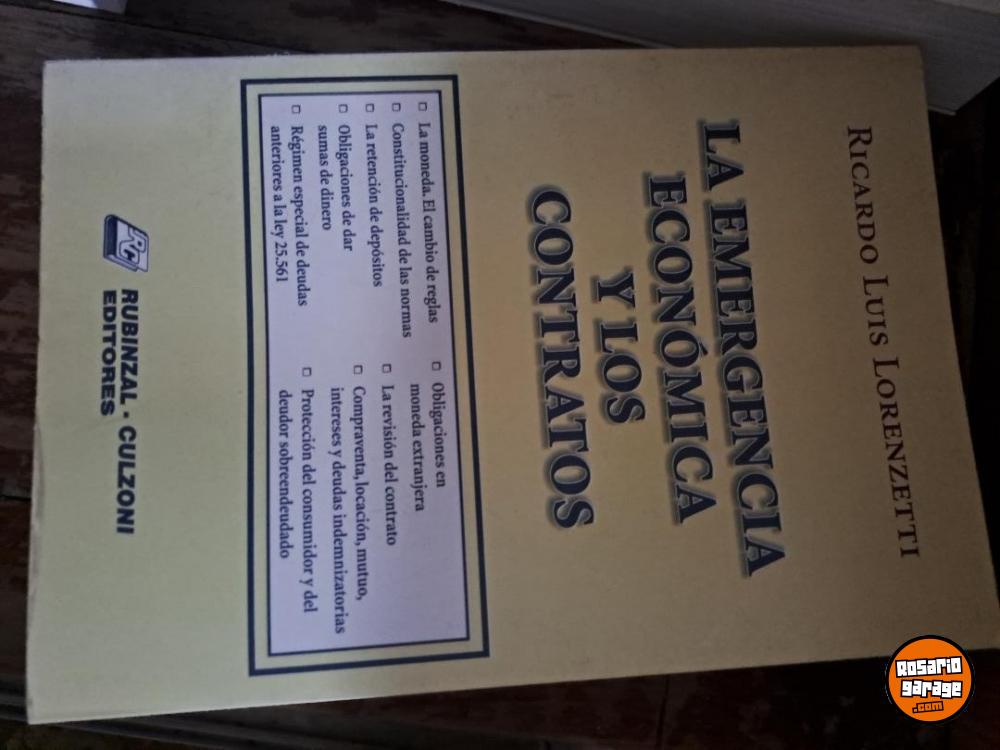 RICARDO LUIS LORENZETTI
LA EMERGENCIA
ECONÓMICA
Y LOS
CONTRATOS
□ La moneda. El cambio de reglas
□ Constitucionalidad de las normas
□ La retención de depósitos
□ Obligaciones de dar
sumas de dinero
□ Régimen especial de deudas
anteriores a la ley 25.561
□ Obligaciones en
moneda extranjera
□ La revisión del contrato
□ Compraventa, locación, mutuo,
intereses y deudas indemnizatorias
□ Protección del consumidor y del
deudor sobreendeudado
RC
RUBINZAL - CULZONI
EDITORES
ROSARIO
garage
.com